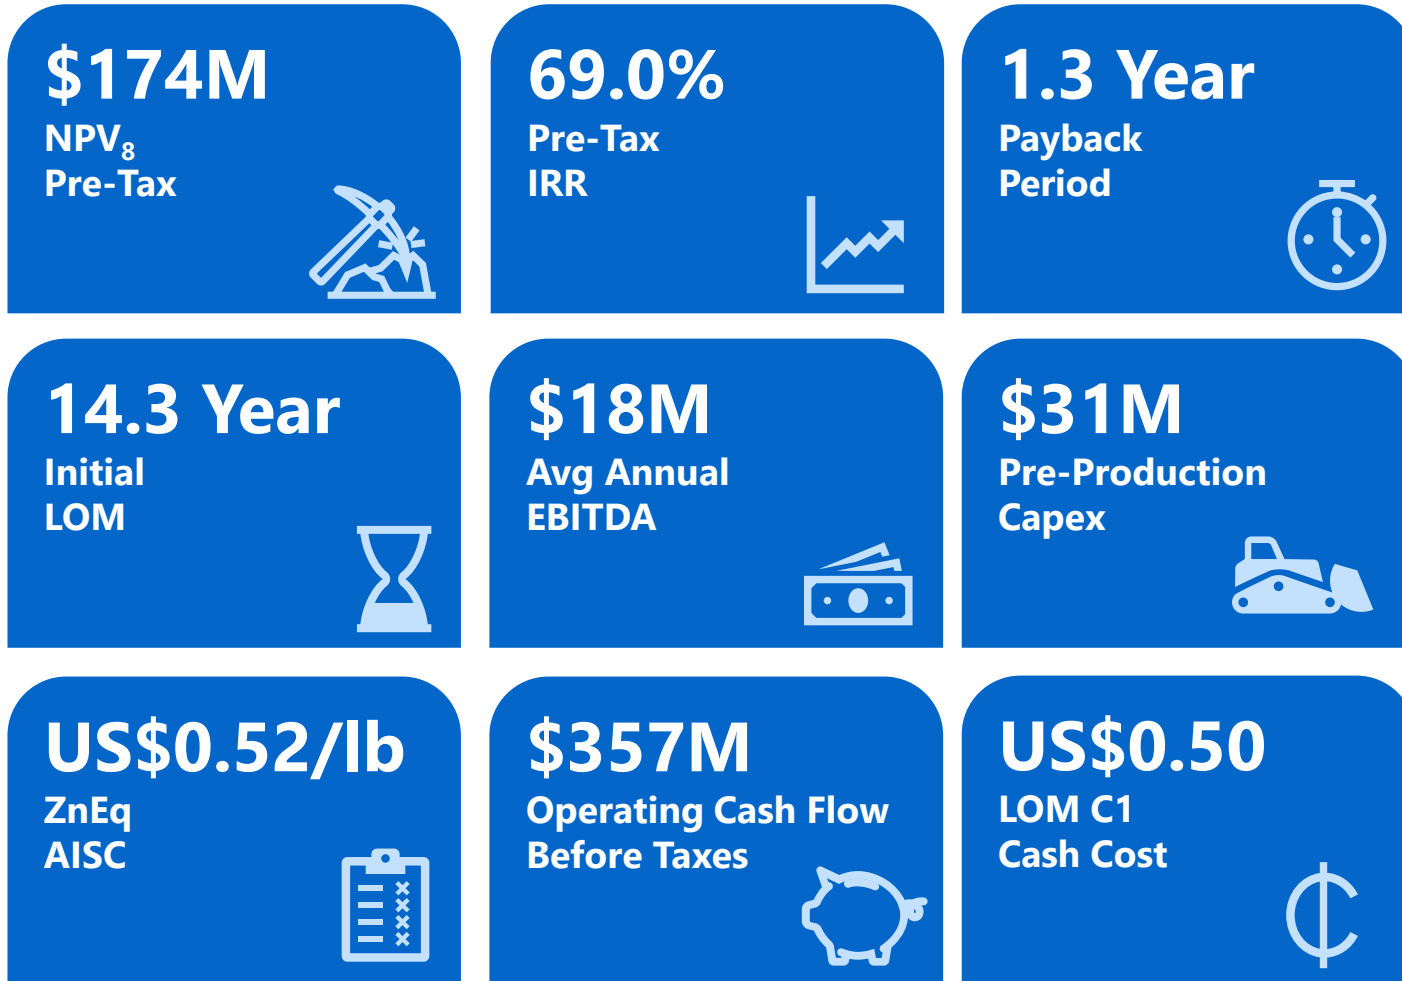 $174M
NPV8
Pre-Tax
69.0%
Pre-Tax
IRR
1.3 Year
Payback
Period
14.3 Year
Initial
LOM
$18M
Avg Annual
EBITDA
$31M
Pre-Production
Capex
US$0.52/lb
ZnEq
AISC
$357M
Operating Cash Flow
Before Taxes
US$0.50
LOM C1
Cash Cost